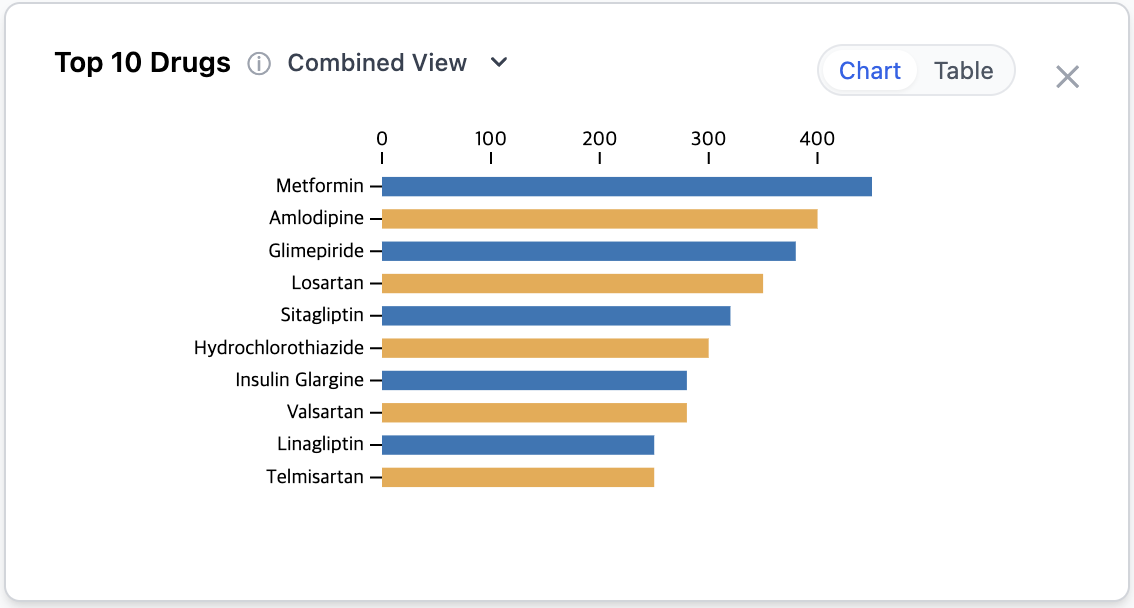 Top 10 Drugs Combined View
Chart Table
0 100 200 300 400
Metformin
Amlodipine
Glimepiride
Losartan
Sitagliptin
Hydrochlorothiazide
Insulin Glargine
Valsartan
Linagliptin
Telmisartan